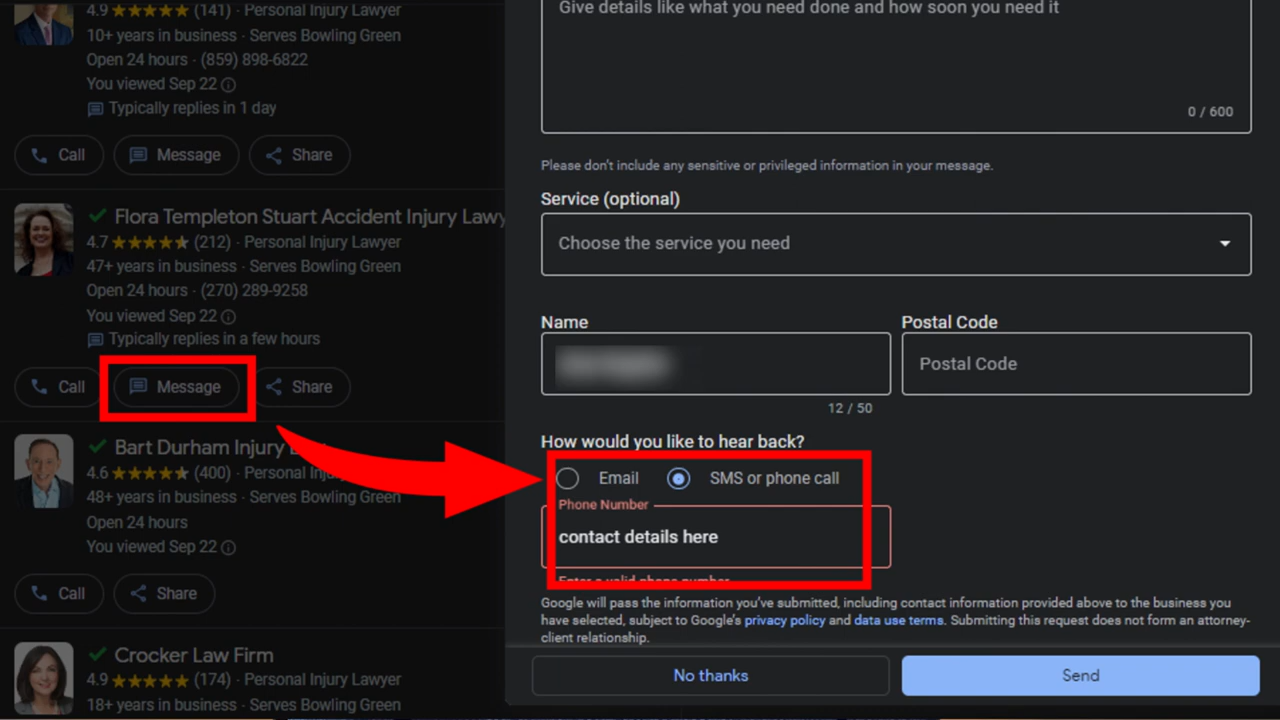 4.9 ★★★★★ (141) · Personal Injury Lawyer
10+ years in business · Serves Bowling Green
Open 24 hours · (859) 898-6822
You viewed Sep 22
Typically replies in 1 day
Call
Message
Share
Flora Templeton Stuart Accident Injury Lawy
4.7 ★★★★★ (212) · Personal Injury Lawyer
47+ years in business · Serves Bowling Green
Open 24 hours · (270) 289-9258
You viewed Sep 22
Typically replies in a few hours
Call
Message
Share
Bart Durham Injury
4.6 ★★★★★ (400) · Personal
48+ years in business · Serves Bowling Green
Open 24 hours
You viewed Sep 22
Call
Share
Crocker Law Firm
4.9 ★★★★★ (174) · Personal Injury Lawyer
18+ years in business · Serves Bowling Green
Give details like what you need done and how soon you need it
0 / 600
Please don't include any sensitive or privileged information in your message.
Service (optional)
Choose the service you need
Name
Postal Code
Postal Code
12 / 50
How would you like to hear back?
Email
SMS or phone call
Phone Number
contact details here
Enter a valid phone number
Google will pass the information you've submitted, including contact information provided above to the business you
have selected, subject to Google's privacy policy and data use terms. Submitting this request does not form an attorney-
client relationship.
No thanks
Send